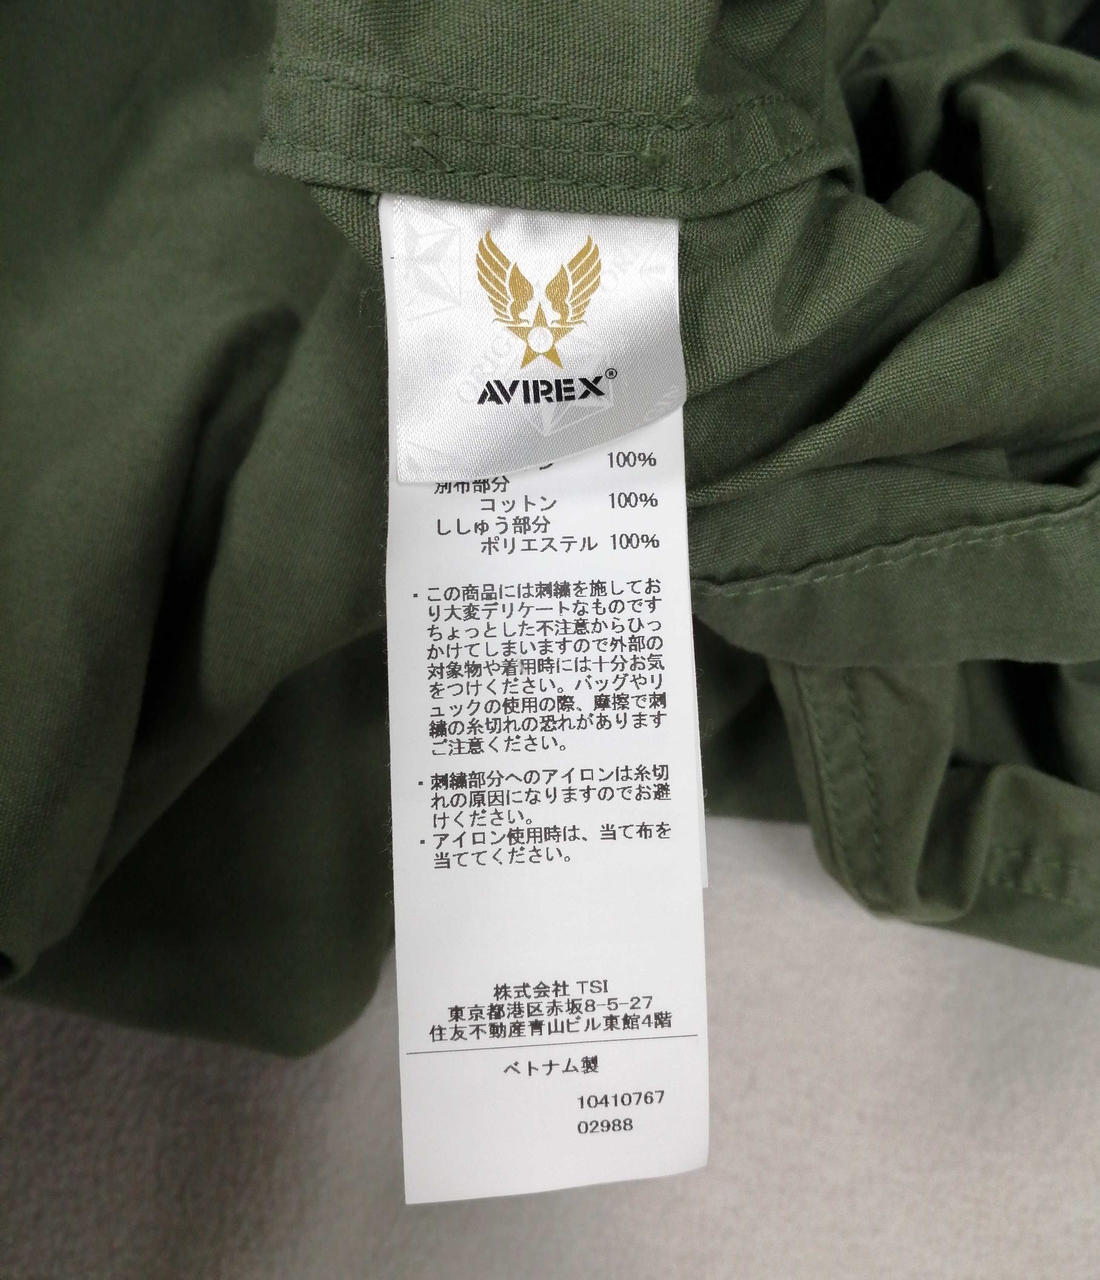 AVIREX®
100%
別布部分
コットン 100%
ししゅう部分
ポリエステル 100%
・この商品には刺繍を施してお
り大変デリケートなものです
ちょっとした不注意からひっ
かけてしまいますので外部の
対象物や着用時には十分お気
をつけください。バッグやリ
ュックの使用の際、摩擦で刺
繍の糸切れの恐れがあります
ご注意ください。
・刺繍部分へのアイロンは糸切
れの原因になりますのでお避
けください。
・アイロン使用時は、当て布を
当ててください。
株式会社 TSI
東京都港区赤坂8-5-27
住友不動産青山ビル東館4階
ベトナム製
10410767
02988